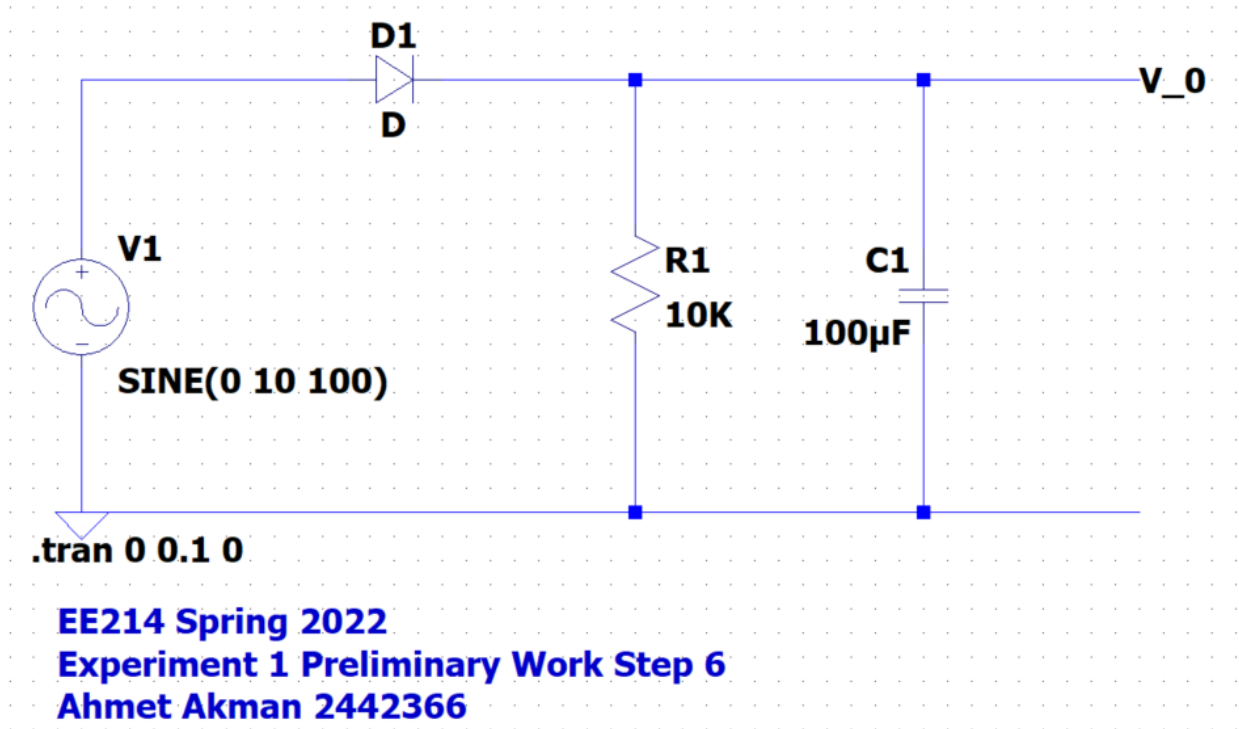 D1
V_0
D
V1
R1
C1
10K
100µF
SINE(0 10 100)
.tran 0 0.1 0
EE214 Spring 2022
Experiment 1 Preliminary Work Step 6
Ahmet Akman 2442366